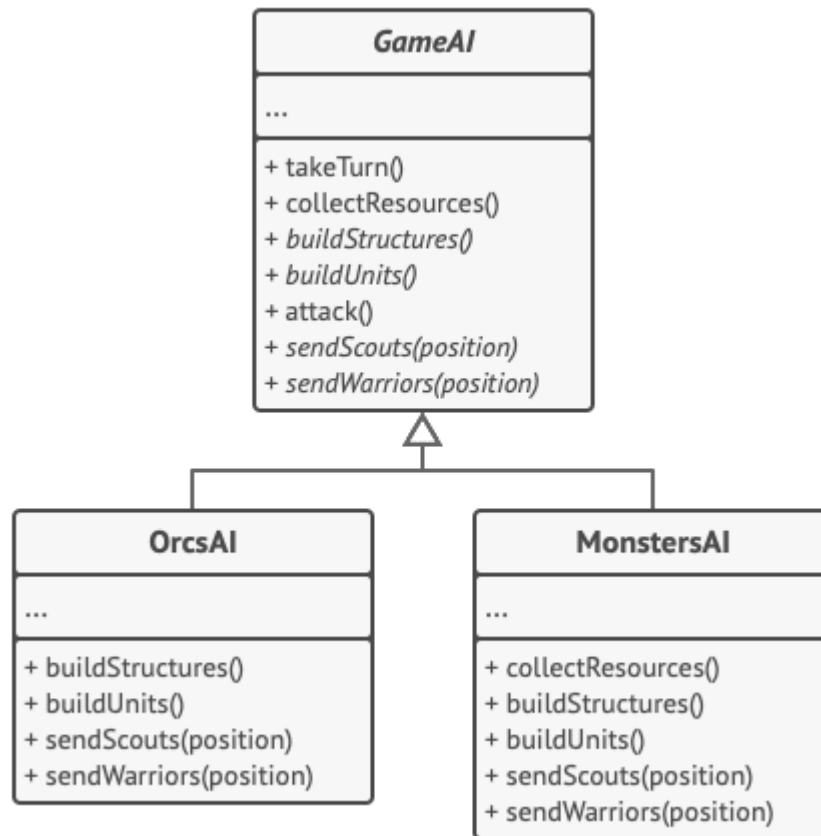 GameAI
...
+ takeTurn()
+ collectResources()
+ buildStructures()
+ buildUnits()
+ attack()
+ sendScouts(position)
+ sendWarriors(position)
OrcsAI
...
+ buildStructures()
+ buildUnits()
+ sendScouts(position)
+ sendWarriors(position)
MonstersAI
...
+ collectResources()
+ buildStructures()
+ buildUnits()
+ sendScouts(position)
+ sendWarriors(position)